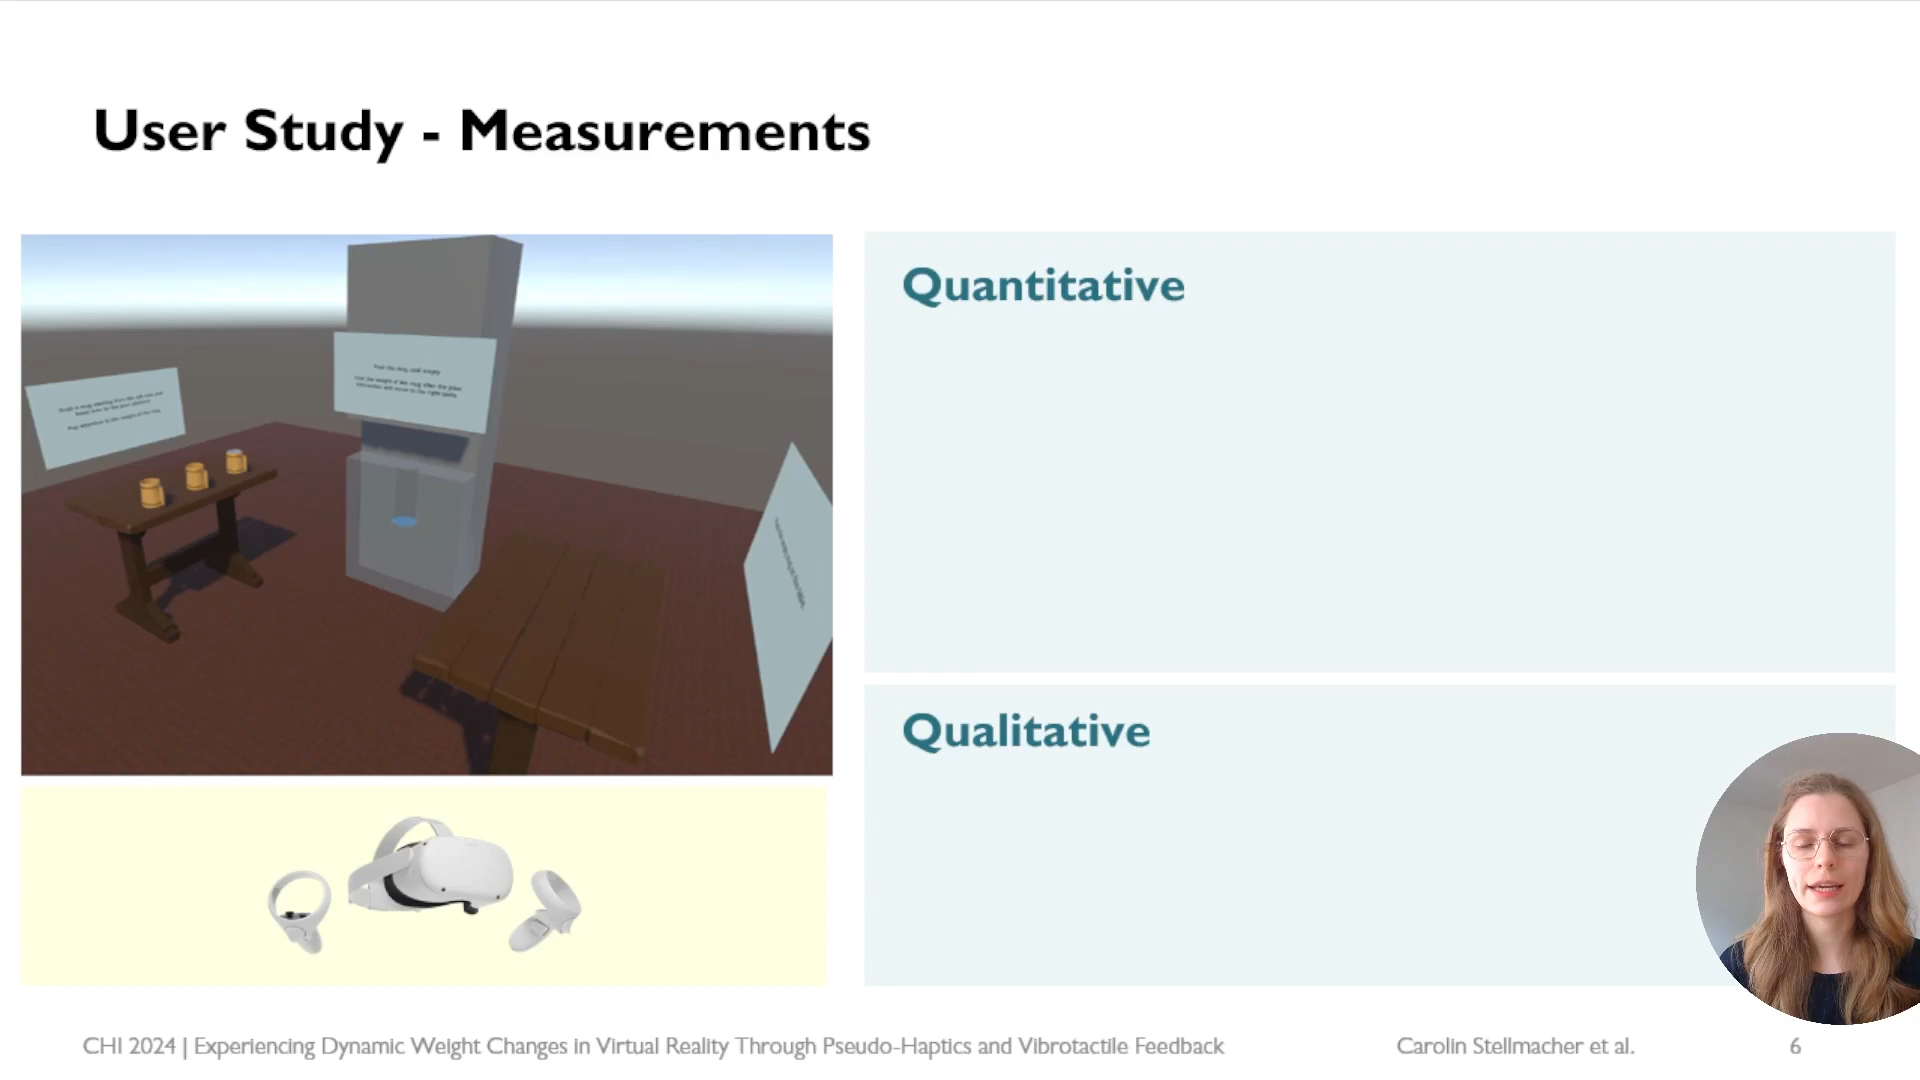 User Study - Measurements
Quantitative
Qualitative
CHI 2024 | Experiencing Dynamic Weight Changes in Virtual Reality Through Pseudo-Haptics and Vibrotactile Feedback
Carolin Stellmacher et al.
6